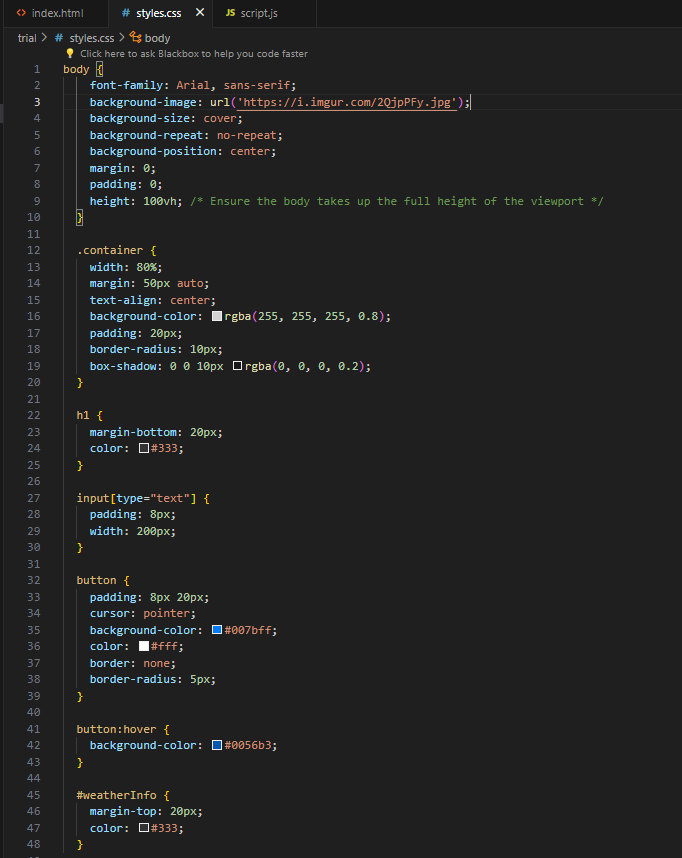 <> index.html # styles.css × JS script.js
trial > # styles.css > body
Click here to ask Blackbox to help you code faster
1 body {
2 font-family: Arial, sans-serif;
3 background-image: url('https://i.imgur.com/2QjpPFy.jpg');
4 background-size: cover;
5 background-repeat: no-repeat;
6 background-position: center;
7 margin: 0;
8 padding: 0;
9 height: 100vh; /* Ensure the body takes up the full height of the viewport */
10 }
11
12 .container {
13 width: 80%;
14 margin: 50px auto;
15 text-align: center;
16 background-color: rgba(255, 255, 255, 0.8);
17 padding: 20px;
18 border-radius: 10px;
19 box-shadow: 0 0 10px rgba(0, 0, 0, 0.2);
20 }
21
22 h1 {
23 margin-bottom: 20px;
24 color: #333;
25 }
26
27 input[type="text"] {
28 padding: 8px;
29 width: 200px;
30 }
31
32 button {
33 padding: 8px 20px;
34 cursor: pointer;
35 background-color: #007bff;
36 color: #fff;
37 border: none;
38 border-radius: 5px;
39 }
40
41 button:hover {
42 background-color: #0056b3;
43 }
44
45 #weatherInfo {
46 margin-top: 20px;
47 color: #333;
48 }